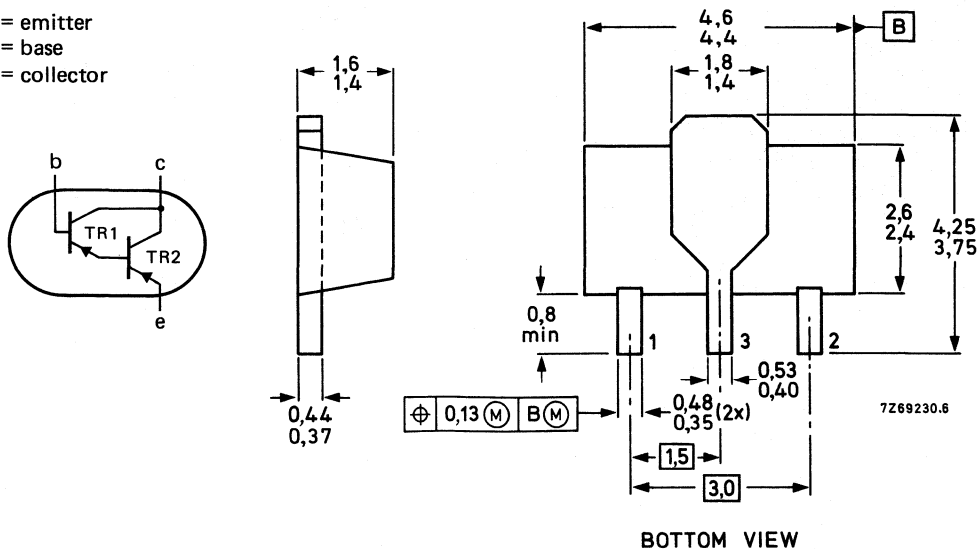 = emitter
= base
= collector
b
c
TR1
TR2
e
1,6
1,4
0,44
0,37
4,6
4,4
B
1,8
1,4
2,6
2,4
4,25
3,75
0,8
min
1
3
2
0,53
0,40
0,13 Ⓜ B Ⓜ
0,48
0,35 (2x)
1,5
3,0
7Z69230.6
BOTTOM VIEW